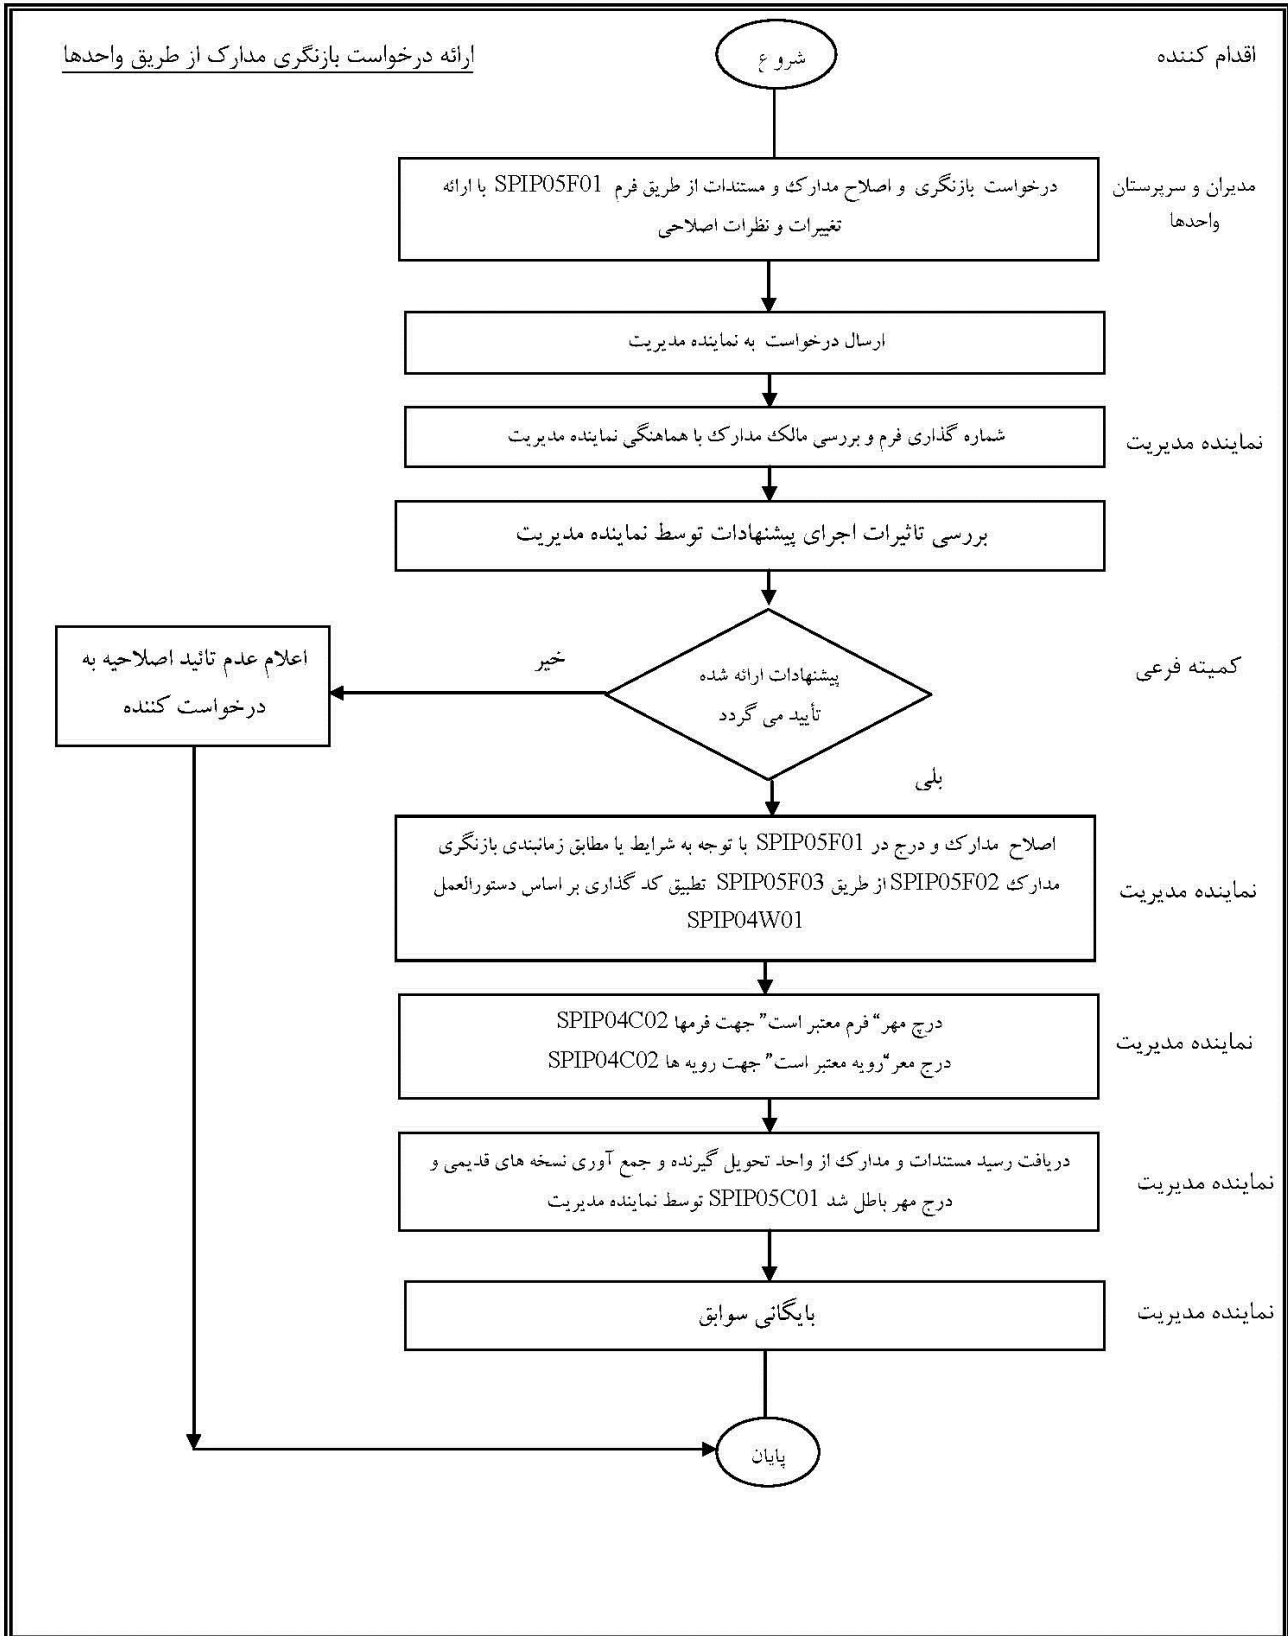 اقدام کننده
شروع
ارائه درخواست بازنگری مدارک از طریق واحدها
مدیران و سرپرستان
واحدها
درخواست بازنگری و اصلاح مدارک و مستندات از طریق فرم SPIP05F01 با ارائه
تغییرات و نظرات اصلاحی
ارسال درخواست به نماینده مدیریت
نماینده مدیریت
شماره گذاری فرم و بررسی مالک مدارک با هماهنگی نماینده مدیریت
بررسی تاثیرات اجرای پیشنهادات توسط نماینده مدیریت
کمیته فرعی
پیشنهادات ارائه شده
تأیید می گردد
خیر
اعلام عدم تائید اصلاحیه به
درخواست کننده
بلی
نماینده مدیریت
اصلاح مدارک و درج در SPIP05F01 با توجه به شرایط یا مطابق زمانبندی بازنگری
مدارک SPIP05F02 از طریق SPIP05F03 تطبیق کد گذاری بر اساس دستورالعمل
SPIP04W01
نماینده مدیریت
درج مهر “فرم معتبر است” جهت فرمها SPIP04C02
درج معر “رویه معتبر است” جهت رویه ها SPIP04C02
نماینده مدیریت
دریافت رسید مستندات و مدارک از واحد تحویل گیرنده و جمع آوری نسخه های قدیمی و
درج مهر باطل شد SPIP05C01 توسط نماینده مدیریت
نماینده مدیریت
بایگانی سوابق
پایان